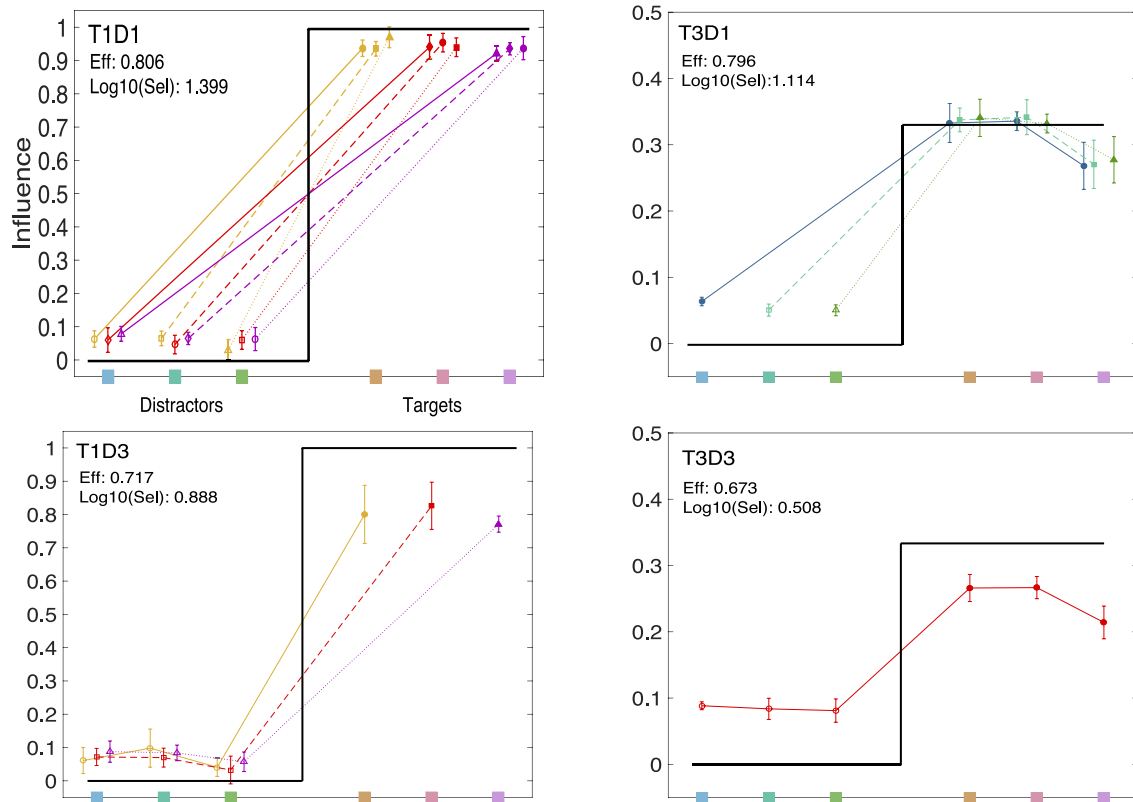 T1D1
Eff: 0.806
Log10(Sel): 1.399
Influence
1
0.9
0.8
0.7
0.6
0.5
0.4
0.3
0.2
0.1
0
Distractors Targets
T3D1
Eff: 0.796
Log10(Sel):1.114
0.5
0.4
0.3
0.2
0.1
0
T1D3
Eff: 0.717
Log10(Sel): 0.888
1
0.9
0.8
0.7
0.6
0.5
0.4
0.3
0.2
0.1
0
T3D3
Eff: 0.673
Log10(Sel): 0.508
0.5
0.4
0.3
0.2
0.1
0